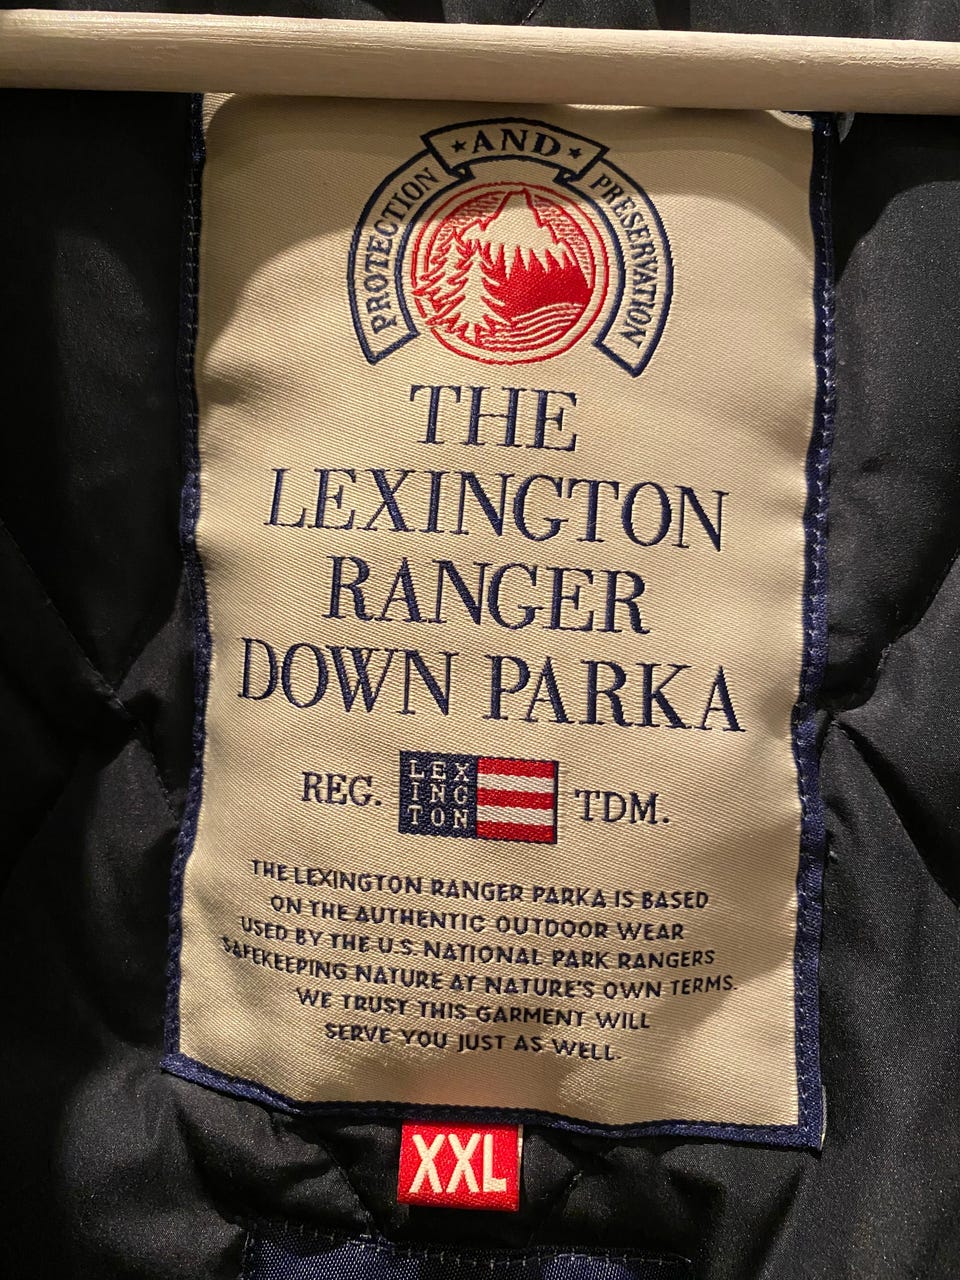 PROTECTION ★ AND ★ PRESERVATION
THE
LEXINGTON
RANGER
DOWN PARKA
REG.
LEX
ING
TON
TDM.
THE LEXINGTON RANGER PARKA IS BASED
ON THE AUTHENTIC OUTDOOR WEAR
USED BY THE U.S. NATIONAL PARK RANGERS
SAFEKEEPING NATURE AT NATURE'S OWN TERMS.
WE TRUST THIS GARMENT WILL
SERVE YOU JUST AS WELL.
XXL